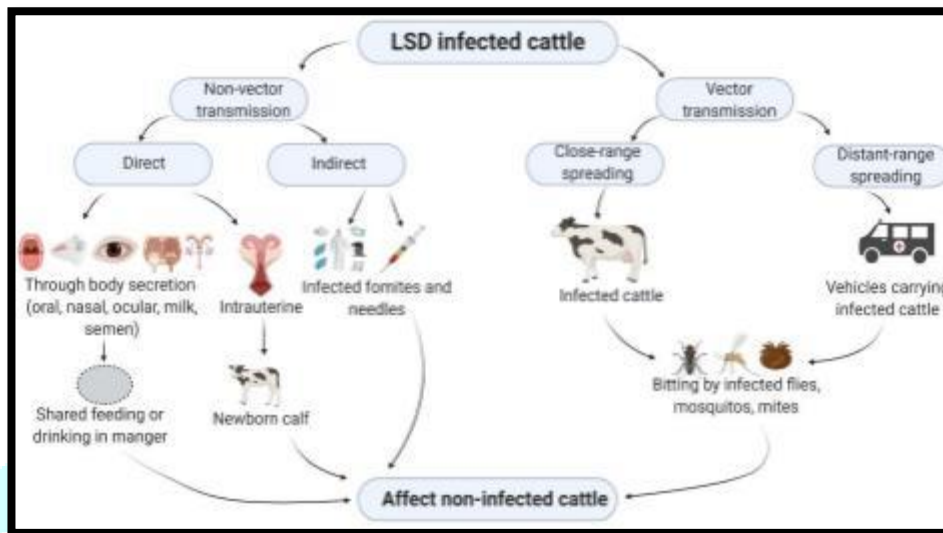 LSD infected cattle
Non-vector
transmission
Vector
transmission
Direct
Indirect
Close-range
spreading
Distant-range
spreading
Through body secretion
(oral, nasal, ocular, milk,
semen)
Intrauterine
Infected fomites and
needles
Infected cattle
Vehicles carrying
infected cattle
Shared feeding or
drinking in manger
Newborn calf
Bitting by infected flies,
mosquitos, mites
Affect non-infected cattle